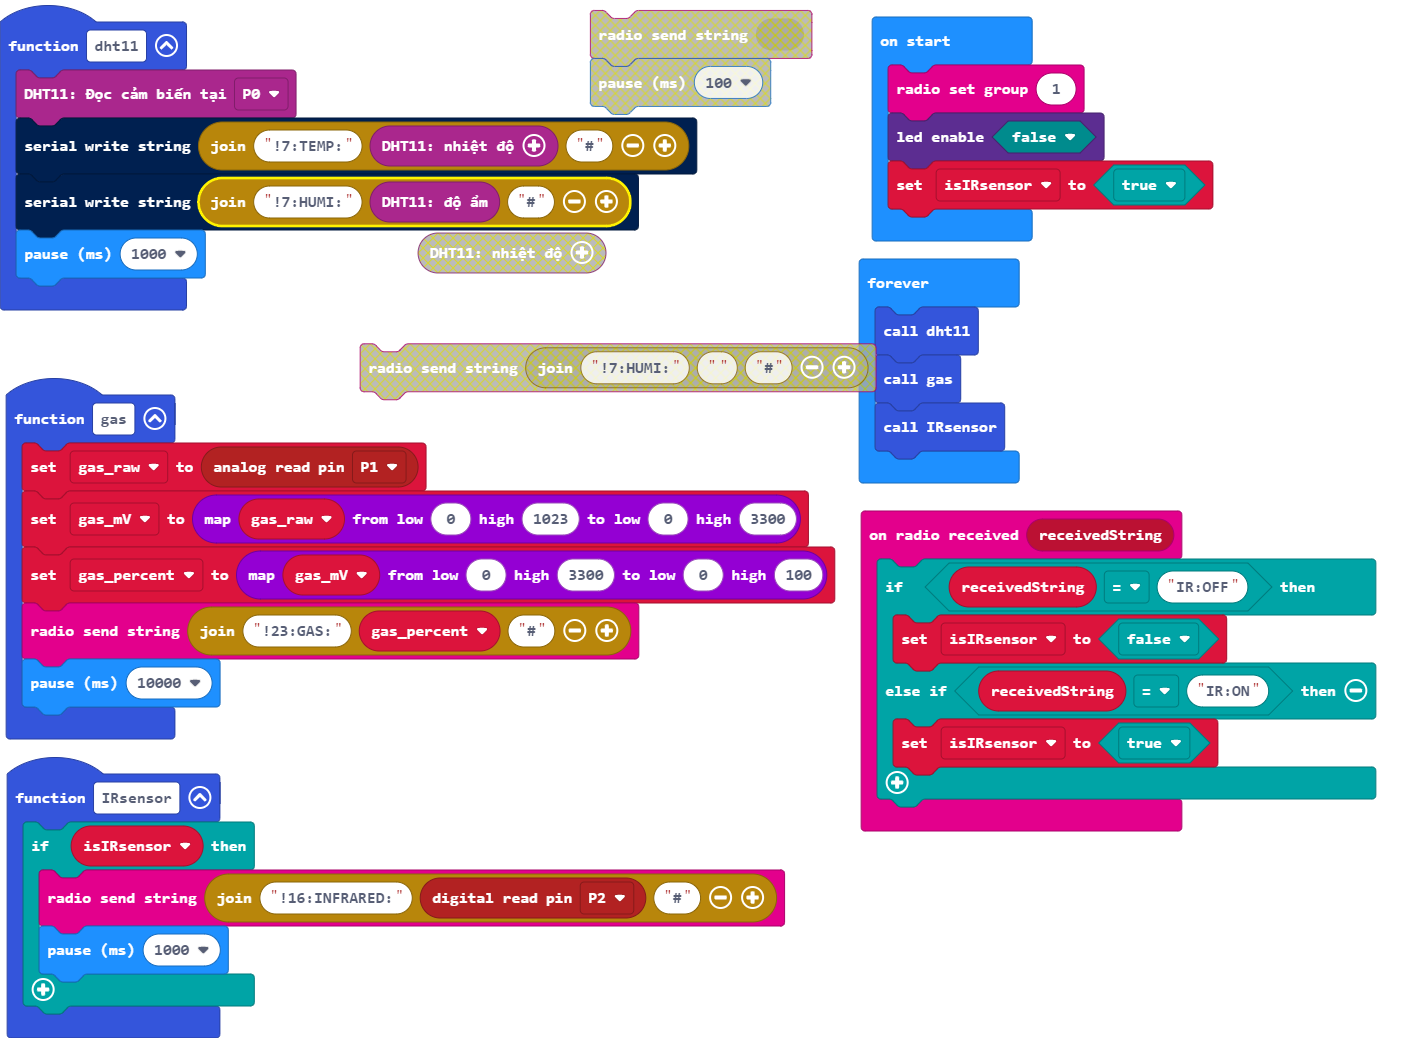 function dht11
DHT11: Đọc cảm biến tại P0
serial write string join "!7:TEMP:" DHT11: nhiệt độ "#"
serial write string join "!7:HUMI:" DHT11: độ ẩm "#"
pause (ms) 1000
radio send string
pause (ms) 100
DHT11: nhiệt độ
radio send string join "!7:HUMI:" " " "#"
function gas
set gas_raw to analog read pin P1
set gas_mV to map gas_raw from low 0 high 1023 to low 0 high 3300
set gas_percent to map gas_mV from low 0 high 3300 to low 0 high 100
radio send string join "!23:GAS:" gas_percent "#"
pause (ms) 10000
function IRsensor
if isIRsensor then
radio send string join "!16:INFRARED:" digital read pin P2 "#"
pause (ms) 1000
on start
radio set group 1
led enable false
set isIRsensor to true
forever
call dht11
call gas
call IRsensor
on radio received receivedString
if receivedString = "IR:OFF" then
set isIRsensor to false
else if receivedString = "IR:ON" then
set isIRsensor to true